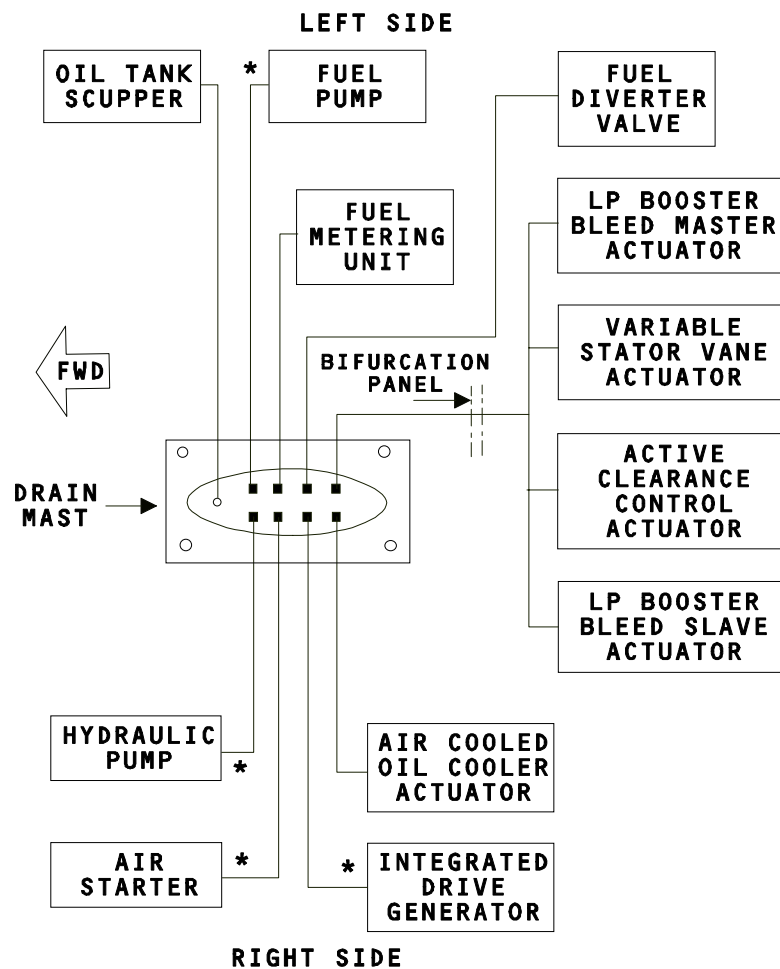 LEFT SIDE
OIL TANK
SCUPPER
*
FUEL
PUMP
FUEL
DIVERTER
VALVE
FUEL
METERING
UNIT
LP BOOSTER
BLEED MASTER
ACTUATOR
VARIABLE
STATOR VANE
ACTUATOR
FWD
BIFURCATION
PANEL
ACTIVE
CLEARANCE
CONTROL
ACTUATOR
DRAIN
MAST
LP BOOSTER
BLEED SLAVE
ACTUATOR
HYDRAULIC
PUMP
*
AIR COOLED
OIL COOLER
ACTUATOR
AIR
STARTER
*
*
INTEGRATED
DRIVE
GENERATOR
RIGHT SIDE